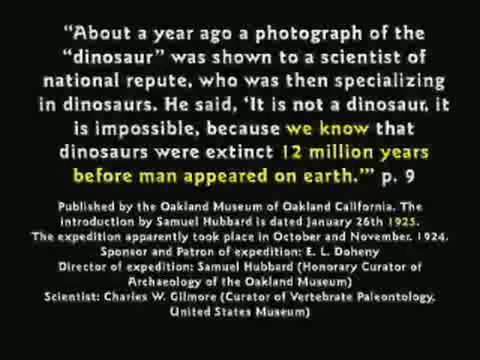 “About a year ago a photograph of the
“dinosaur” was shown to a scientist of
national repute, who was then specializing
in dinosaurs. He said, ‘It is not a dinosaur, it
is impossible, because we know that
dinosaurs were extinct 12 million years
before man appeared on earth.’” p. 9
Published by the Oakland Museum of Oakland California. The
introduction by Samuel Hubbard is dated January 26th 1925.
The expedition apparently took place in October and November, 1924.
Sponsor and Patron of expedition: E. L. Doheny
Director of expedition: Samuel Hubbard (Honorary Curator of
Archaeology of the Oakland Museum)
Scientist: Charles W. Gilmore (Curator of Vertebrate Paleontology,
United States Museum)